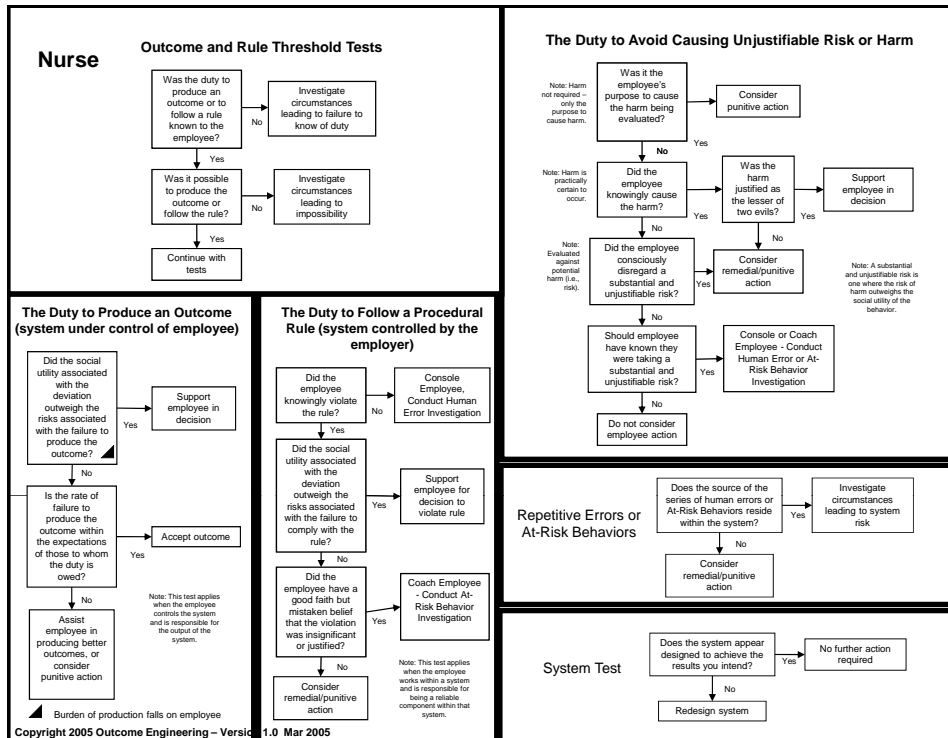 Nurse
Outcome and Rule Threshold Tests
Was the duty to
produce an
outcome or to
follow a rule
known to the
employee?
No
Investigate
circumstances
leading to failure to
know of duty
Yes
Was it possible
to produce the
outcome or
follow the rule?
No
Investigate
circumstances
leading to
impossibility
Yes
Continue with
tests
The Duty to Avoid Causing Unjustifiable Risk or Harm
Note: Harm
not required –
only the
purpose to
cause harm.
Was it the
employee's
purpose to cause
the harm being
evaluated?
Yes
Consider
punitive action
No
Note: Harm is
practically
certain to
occur.
Did the
employee
knowingly cause
the harm?
Yes
Was the
harm
justified as
the lesser of
two evils?
Yes
Support
employee in
decision
No
No
Note:
Evaluated
against
potential
harm (i.e.,
risk).
Did the employee
consciously
disregard a
substantial and
unjustifiable risk?
Yes
Consider
remedial/punitive
action
Note: A substantial
and unjustifiable risk is
one where the risk of
harm outweighs the
social utility of the
behavior.
No
Should employee
have known they
were taking a
substantial and
unjustifiable risk?
Yes
Console or Coach
Employee - Conduct
Human Error or At-
Risk Behavior
Investigation
No
Do not consider
employee action
The Duty to Produce an Outcome
(system under control of employee)
Did the social
utility associated
with the
deviation
outweigh the
risks associated
with the failure to
produce the
outcome?
Yes
Support
employee in
decision
No
Is the rate of
failure to
produce the
outcome within
the expectations
of those to whom
the duty is
owed?
Yes
Accept outcome
No
Assist
employee in
producing better
outcomes, or
consider
punitive action
Note: This test applies
when the employee
controls the system
and is responsible for
the output of the
system.
Burden of production falls on employee
The Duty to Follow a Procedural
Rule (system controlled by the
employer)
Did the
employee
knowingly violate
the rule?
No
Console
Employee,
Conduct Human
Error Investigation
Yes
Did the social
utility associated
with the
deviation
outweigh the
risks associated
with the failure to
comply with the
rule?
Yes
Support
employee for
decision to
violate rule
No
Did the
employee have a
good faith but
mistaken belief
that the violation
was insignificant
or justified?
Yes
Coach Employee
- Conduct At-
Risk Behavior
Investigation
No
Consider
remedial/punitive
action
Note: This test applies
when the employee
works within a system
and is responsible for
being a reliable
component within that
system.
Repetitive Errors or
At-Risk Behaviors
Does the source of the
series of human errors or
At-Risk Behaviors reside
within the system?
Yes
Investigate
circumstances
leading to system
risk
No
Consider
remedial/punitive
action
System Test
Does the system appear
designed to achieve the
results you intend?
Yes
No further action
required
No
Redesign system
Copyright 2005 Outcome Engineering – Version 1.0 Mar 2005